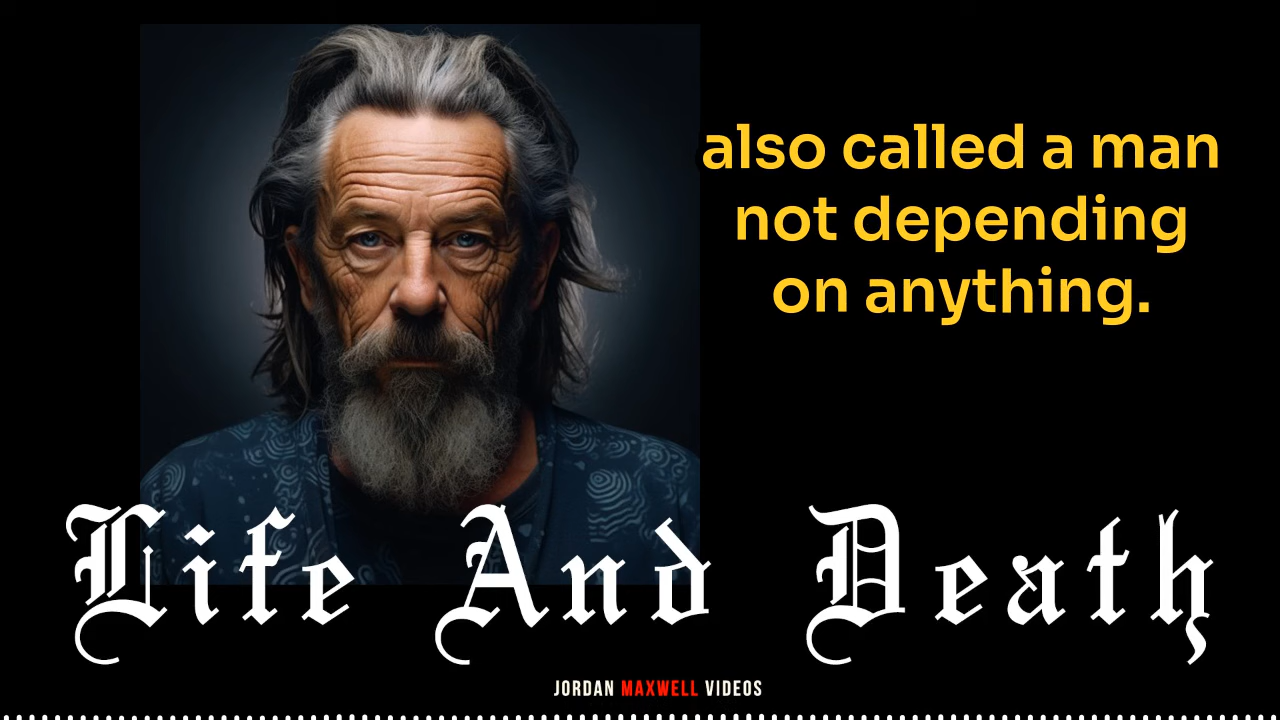 also called a man
not depending
on anything.
Life And Death
JORDAN MAXWELL VIDEOS